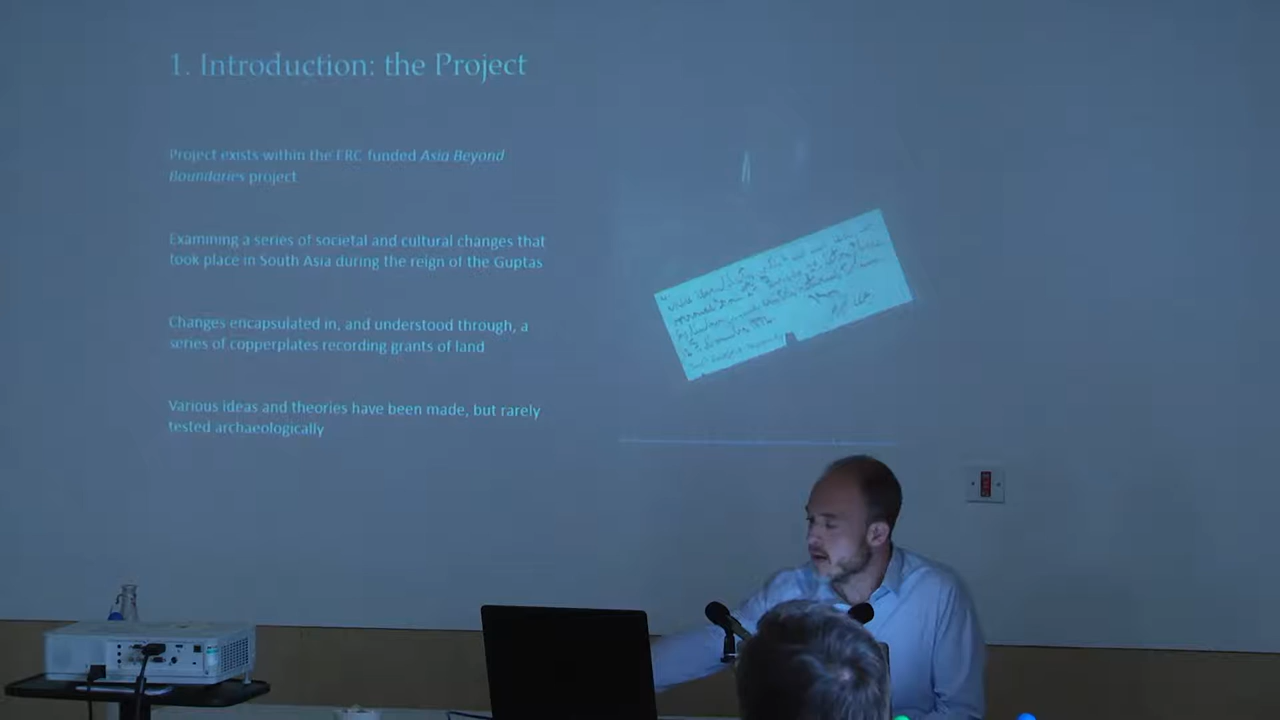 1. Introduction: the Project
Project exists within the ERC funded Asia Beyond
Boundaries project
Examining a series of societal and cultural changes that
took place in South Asia during the reign of the Guptas
Changes encapsulated in, and understood through, a
series of copperplates recording grants of land
Various ideas and theories have been made, but rarely
tested archaeologically